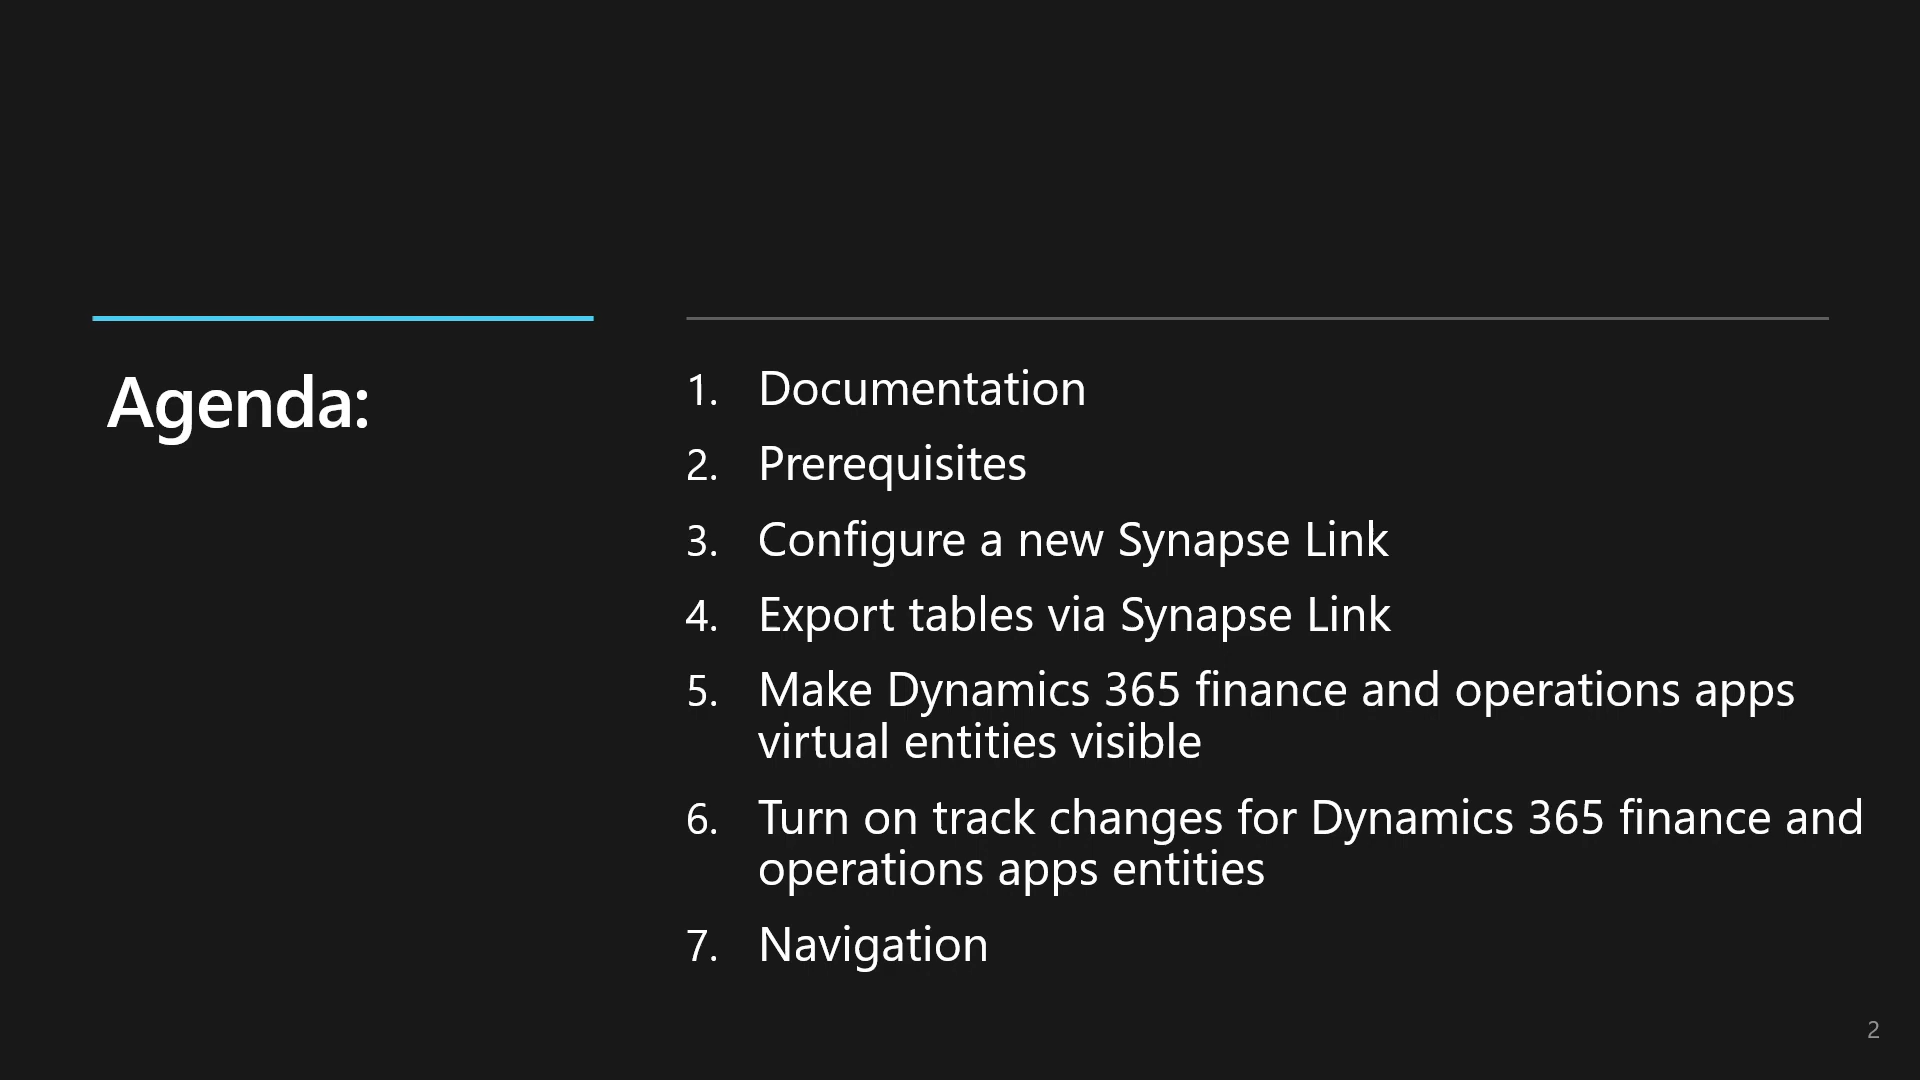 Agenda:
1. Documentation
2. Prerequisites
3. Configure a new Synapse Link
4. Export tables via Synapse Link
5. Make Dynamics 365 finance and operations apps
virtual entities visible
6. Turn on track changes for Dynamics 365 finance and
operations apps entities
7. Navigation
2